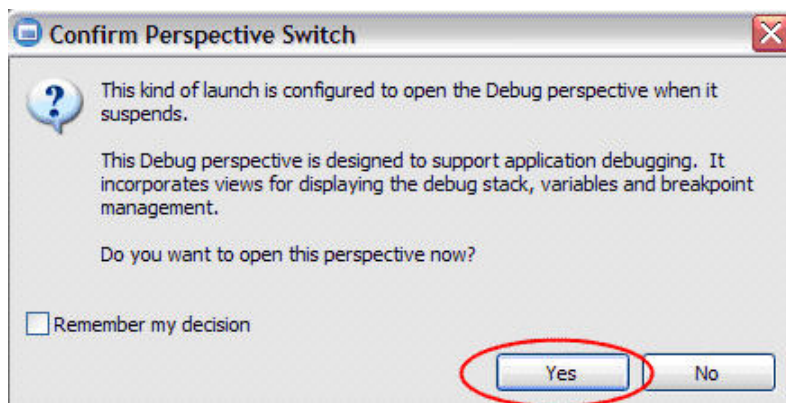 Confirm Perspective Switch
This kind of launch is configured to open the Debug perspective when it
suspends.
This Debug perspective is designed to support application debugging. It
incorporates views for displaying the debug stack, variables and breakpoint
management.
Do you want to open this perspective now?
Remember my decision
Yes
No